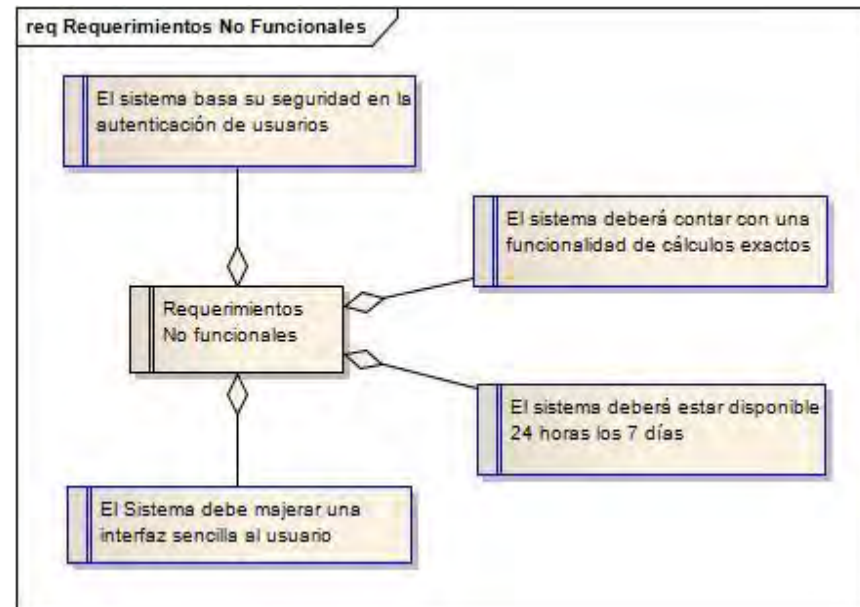 req Requerimientos No Funcionales
El sistema basa su seguridad en la
autenticación de usuarios
El sistema deberá contar con una
funcionalidad de cálculos exactos
Requerimientos
No funcionales
El sistema deberá estar disponible
24 horas los 7 días
El Sistema debe majerar una
interfaz sencilla al usuario